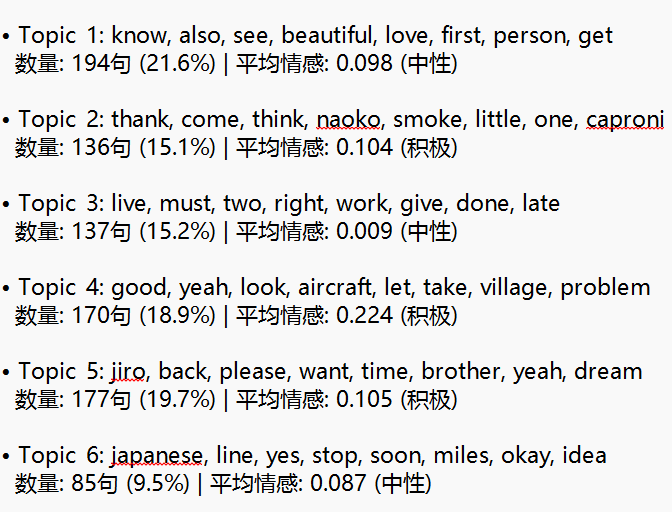 • Topic 1: know, also, see, beautiful, love, first, person, get
数量: 194句 (21.6%) | 平均情感: 0.098 (中性)
• Topic 2: thank, come, think, naoko, smoke, little, one, caproni
数量: 136句 (15.1%) | 平均情感: 0.104 (积极)
• Topic 3: live, must, two, right, work, give, done, late
数量: 137句 (15.2%) | 平均情感: 0.009 (中性)
• Topic 4: good, yeah, look, aircraft, let, take, village, problem
数量: 170句 (18.9%) | 平均情感: 0.224 (积极)
• Topic 5: jiro, back, please, want, time, brother, yeah, dream
数量: 177句 (19.7%) | 平均情感: 0.105 (积极)
• Topic 6: japanese, line, yes, stop, soon, miles, okay, idea
数量: 85句 (9.5%) | 平均情感: 0.087 (中性)